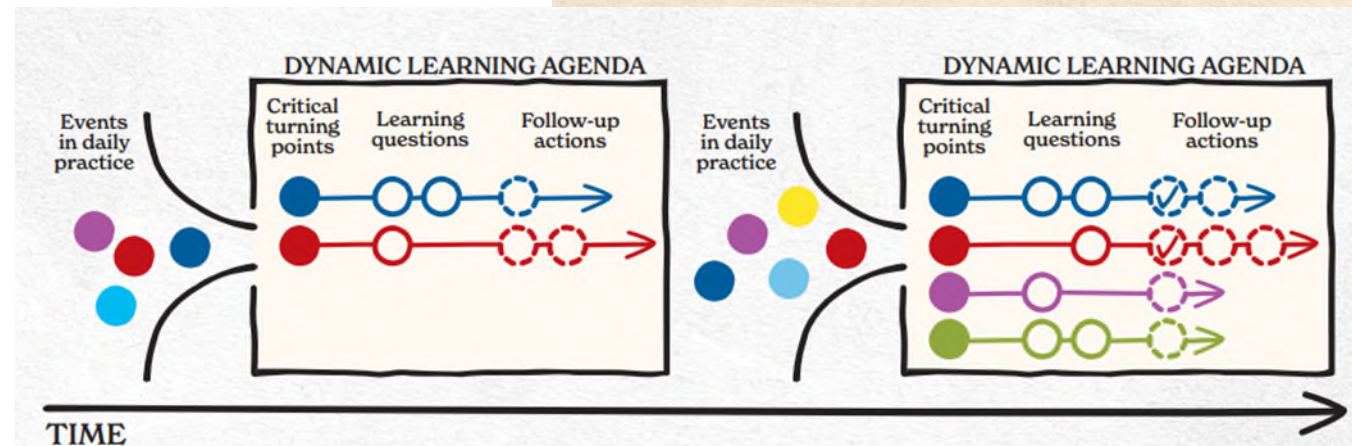 DYNAMIC LEARNING AGENDA
Events
in daily
practice
Critical
turning
points
Learning
questions
Follow-up
actions
DYNAMIC LEARNING AGENDA
Events
in daily
practice
Critical
turning
points
Learning
questions
Follow-up
actions
TIME